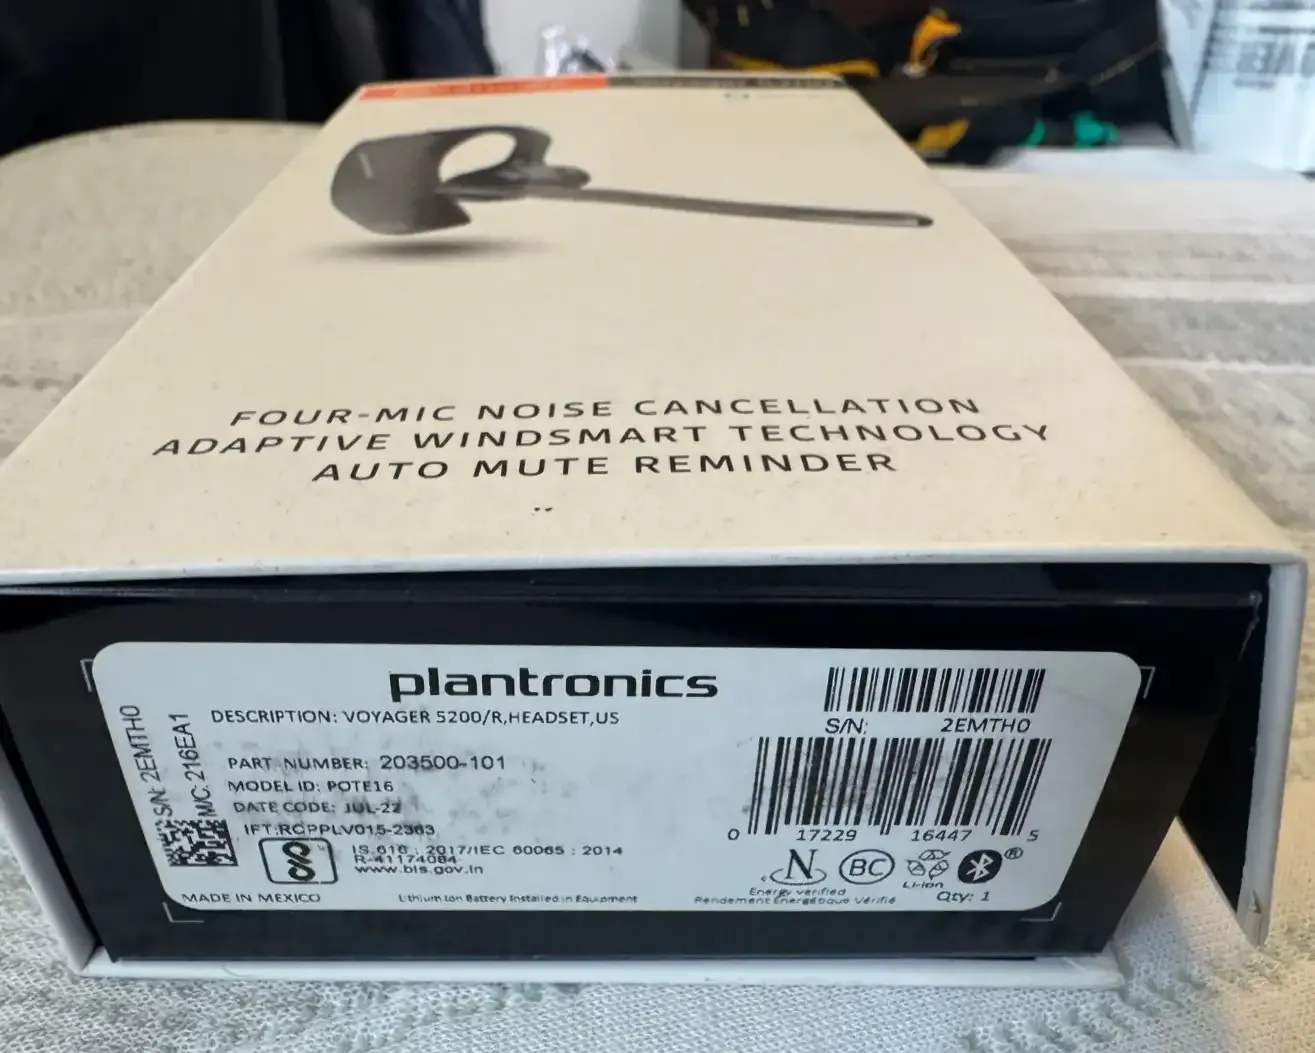 FOUR-MIC NOISE CANCELLATION
ADAPTIVE WINDSMART TECHNOLOGY
AUTO MUTE REMINDER
plantronics
DESCRIPTION: VOYAGER 5200/R,HEADSET,US
S/N: 2EMTH0
PART NUMBER: 203500-101
MODEL ID: POTE16
DATE CODE: JUL-22
IFT:RCPPLV015-2363
IS 616 : 2017/IEC 60065 : 2014
R-41174084
www.bis.gov.in
MADE IN MEXICO
Lithium Ion Battery Installed in Equipment
S/N: 2EMTH0
M/C: 216EA1
0 17229 16447 5
N
BC
Li-ion
®
Energy verified
Rendement Énergétique Vérifié
Qty: 1